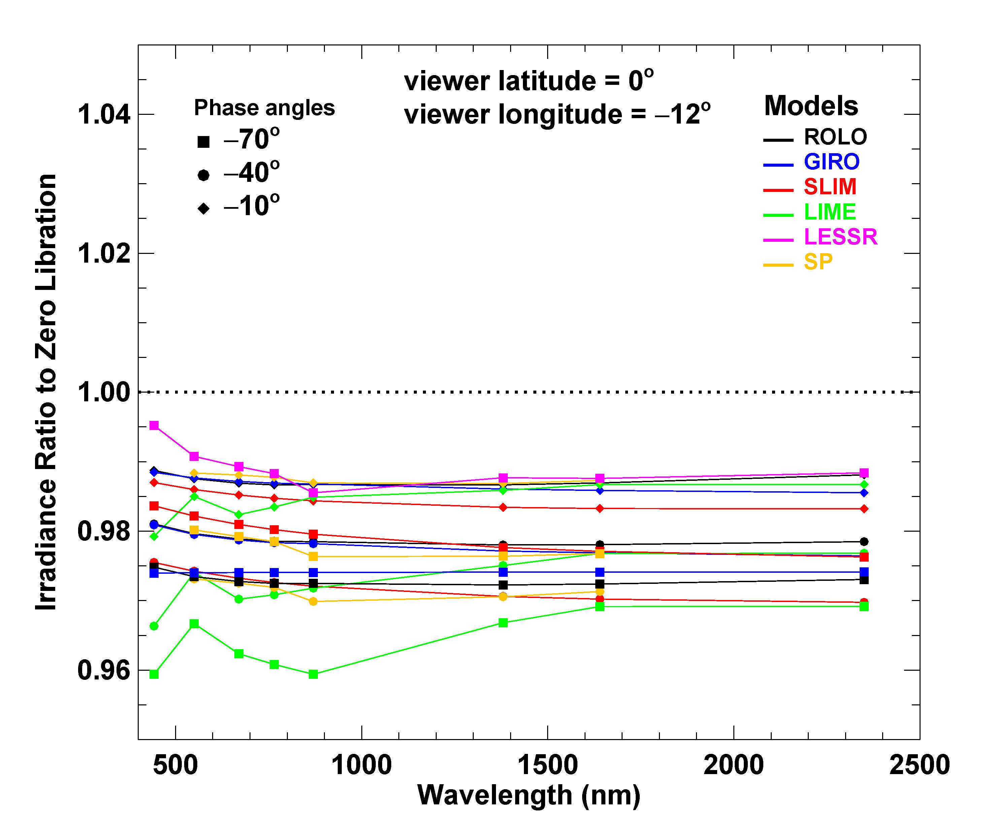 viewer latitude = 0°
viewer longitude = −12°
Phase angles
−70°
−40°
−10°
Models
ROLO
GIRO
SLIM
LIME
LESSR
SP
Irradiance Ratio to Zero Libration
1.04
1.02
1.00
0.98
0.96
500 1000 1500 2000 2500
Wavelength (nm)